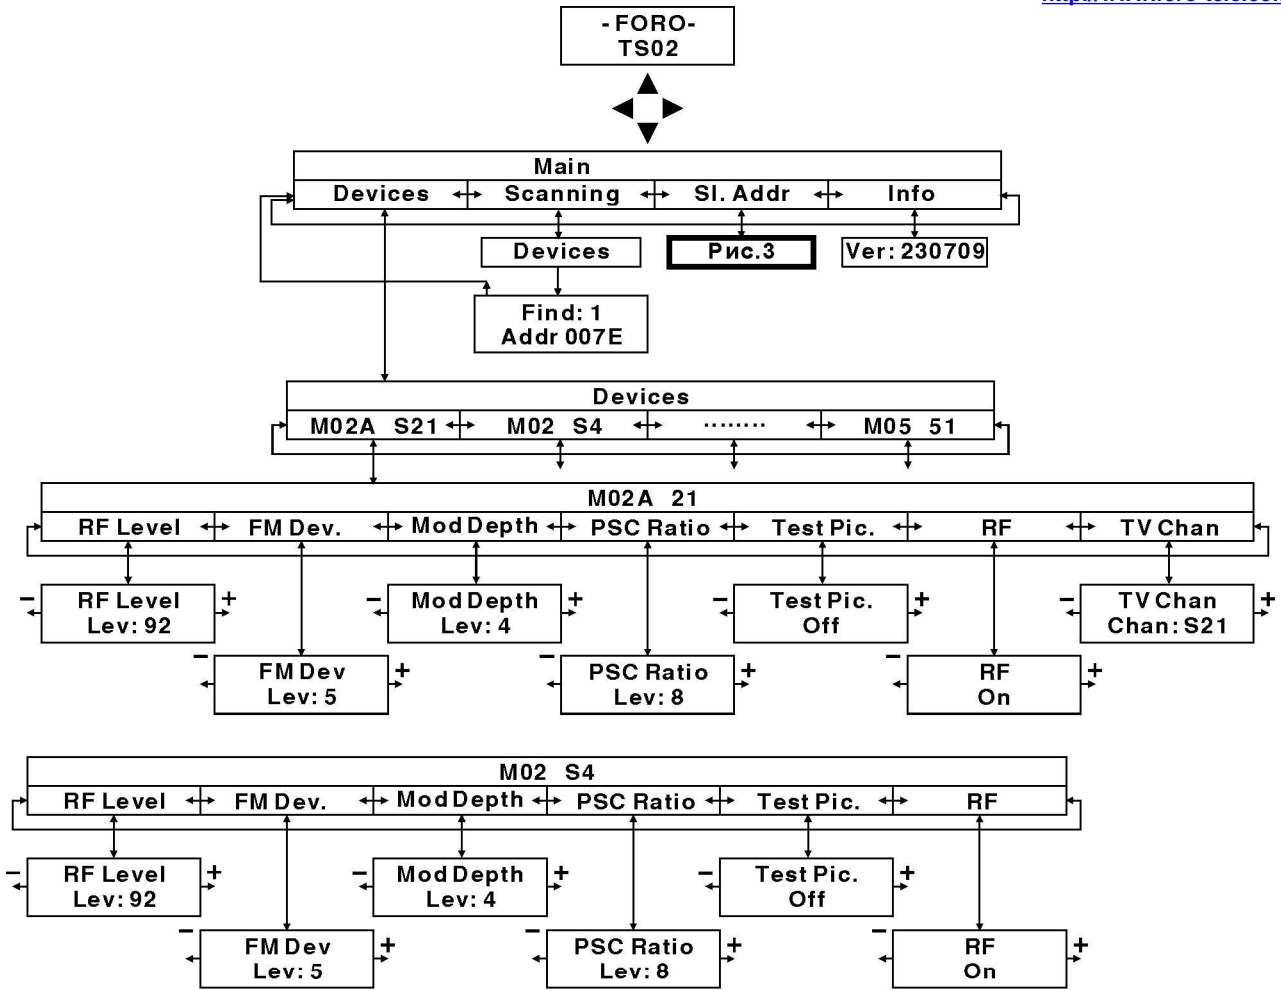 -FORO-
TS02
Main
Devices Scanning Sl. Addr Info
Devices Рис.3 Ver: 230709
Find: 1
Addr 007E
Devices
M02A S21 M02 S4 ........ M05 51
M02A 21
RF Level FM Dev. Mod Depth PSC Ratio Test Pic. RF TV Chan
− RF Level + − Mod Depth + − Test Pic. + − TV Chan +
Lev: 92 Lev: 4 Off Chan: S21
− FM Dev + − PSC Ratio + − RF +
Lev: 5 Lev: 8 On
M02 S4
RF Level FM Dev. Mod Depth PSC Ratio Test Pic. RF
− RF Level + − Mod Depth + − Test Pic. +
Lev: 92 Lev: 4 Off
− FM Dev + − PSC Ratio + − RF +
Lev: 5 Lev: 8 On